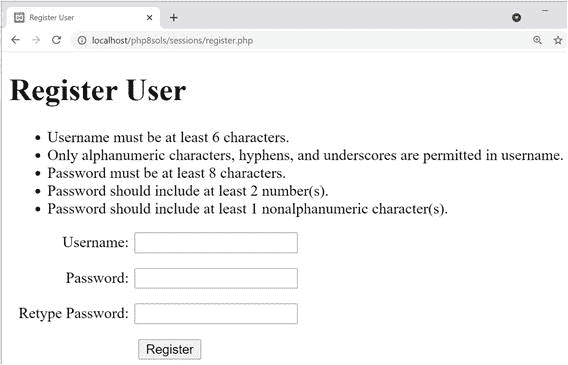 Register User
localhost/php8sols/sessions/register.php
Register User
Username must be at least 6 characters.
Only alphanumeric characters, hyphens, and underscores are permitted in username.
Password must be at least 8 characters.
Password should include at least 2 number(s).
Password should include at least 1 nonalphanumeric character(s).
Username:
Password:
Retype Password:
Register